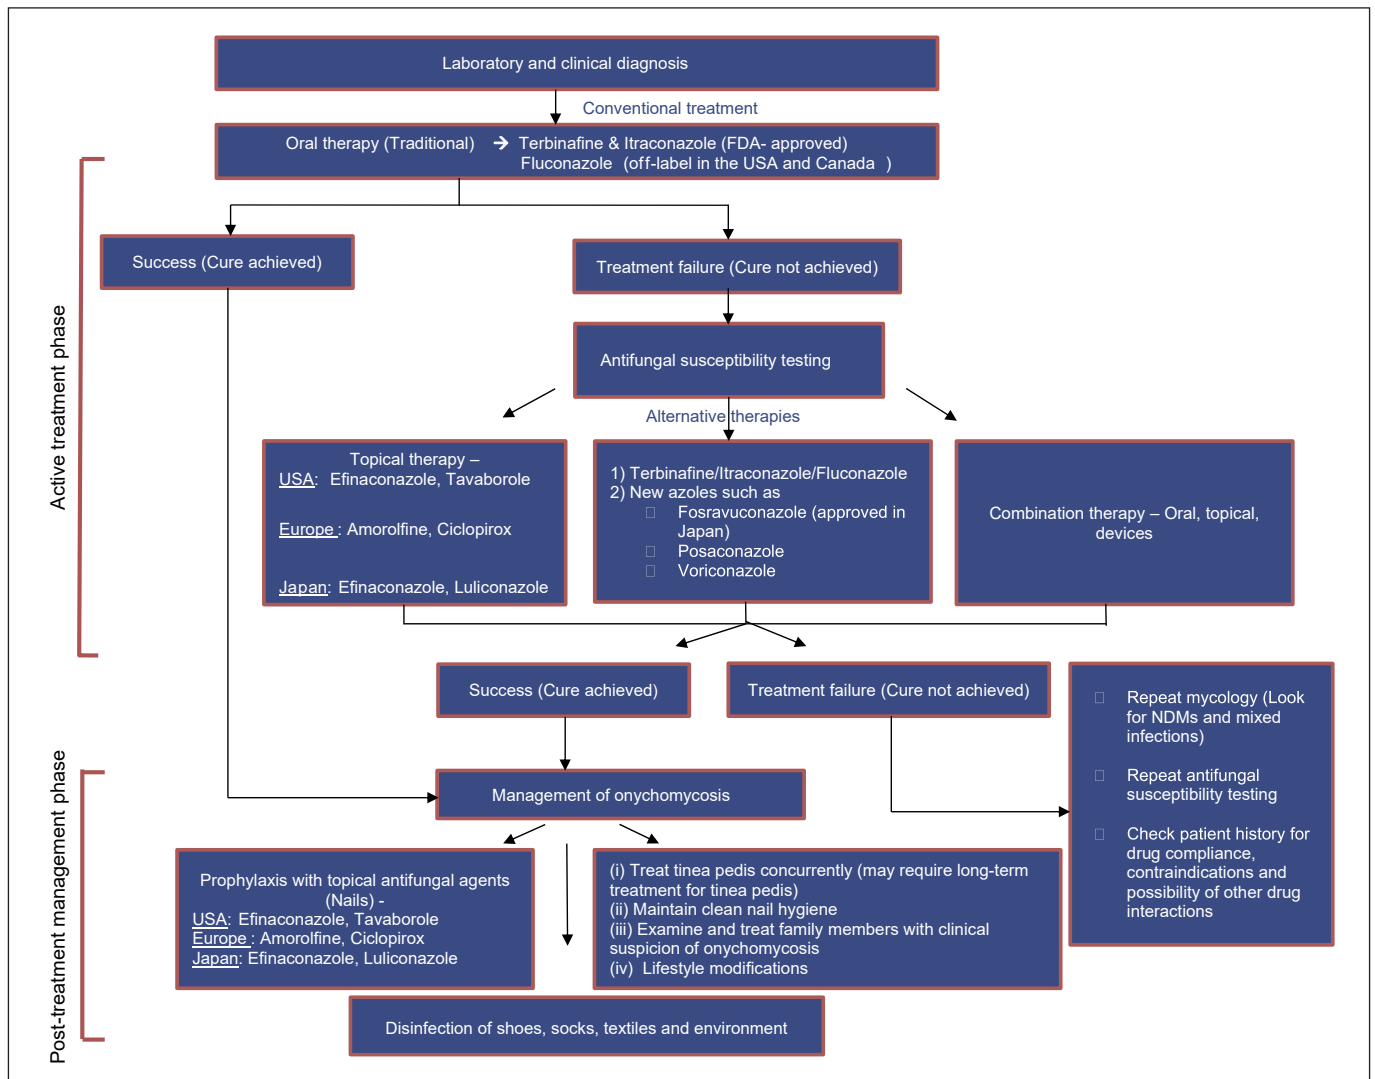 Laboratory and clinical diagnosis
Conventional treatment
Oral therapy (Traditional) → Terbinafine & Itraconazole (FDA- approved)
Fluconazole (off-label in the USA and Canada )
Active treatment phase
Success (Cure achieved)
Treatment failure (Cure not achieved)
Antifungal susceptibility testing
Alternative therapies
Topical therapy –
USA: Efinaconazole, Tavaborole
Europe : Amorolfine, Ciclopirox
Japan: Efinaconazole, Luliconazole
1) Terbinafine/Itraconazole/Fluconazole
2) New azoles such as
Fosravuconazole (approved in
Japan)
Posaconazole
Voriconazole
Combination therapy – Oral, topical,
devices
Success (Cure achieved)
Treatment failure (Cure not achieved)
Repeat mycology (Look
for NDMs and mixed
infections)
Repeat antifungal
susceptibility testing
Check patient history for
drug compliance,
contraindications and
possibility of other drug
interactions
Post-treatment management phase
Management of onychomycosis
Prophylaxis with topical antifungal agents
(Nails) -
USA: Efinaconazole, Tavaborole
Europe : Amorolfine, Ciclopirox
Japan: Efinaconazole, Luliconazole
(i) Treat tinea pedis concurrently (may require long-term
treatment for tinea pedis)
(ii) Maintain clean nail hygiene
(iii) Examine and treat family members with clinical
suspicion of onychomycosis
(iv) Lifestyle modifications
Disinfection of shoes, socks, textiles and environment